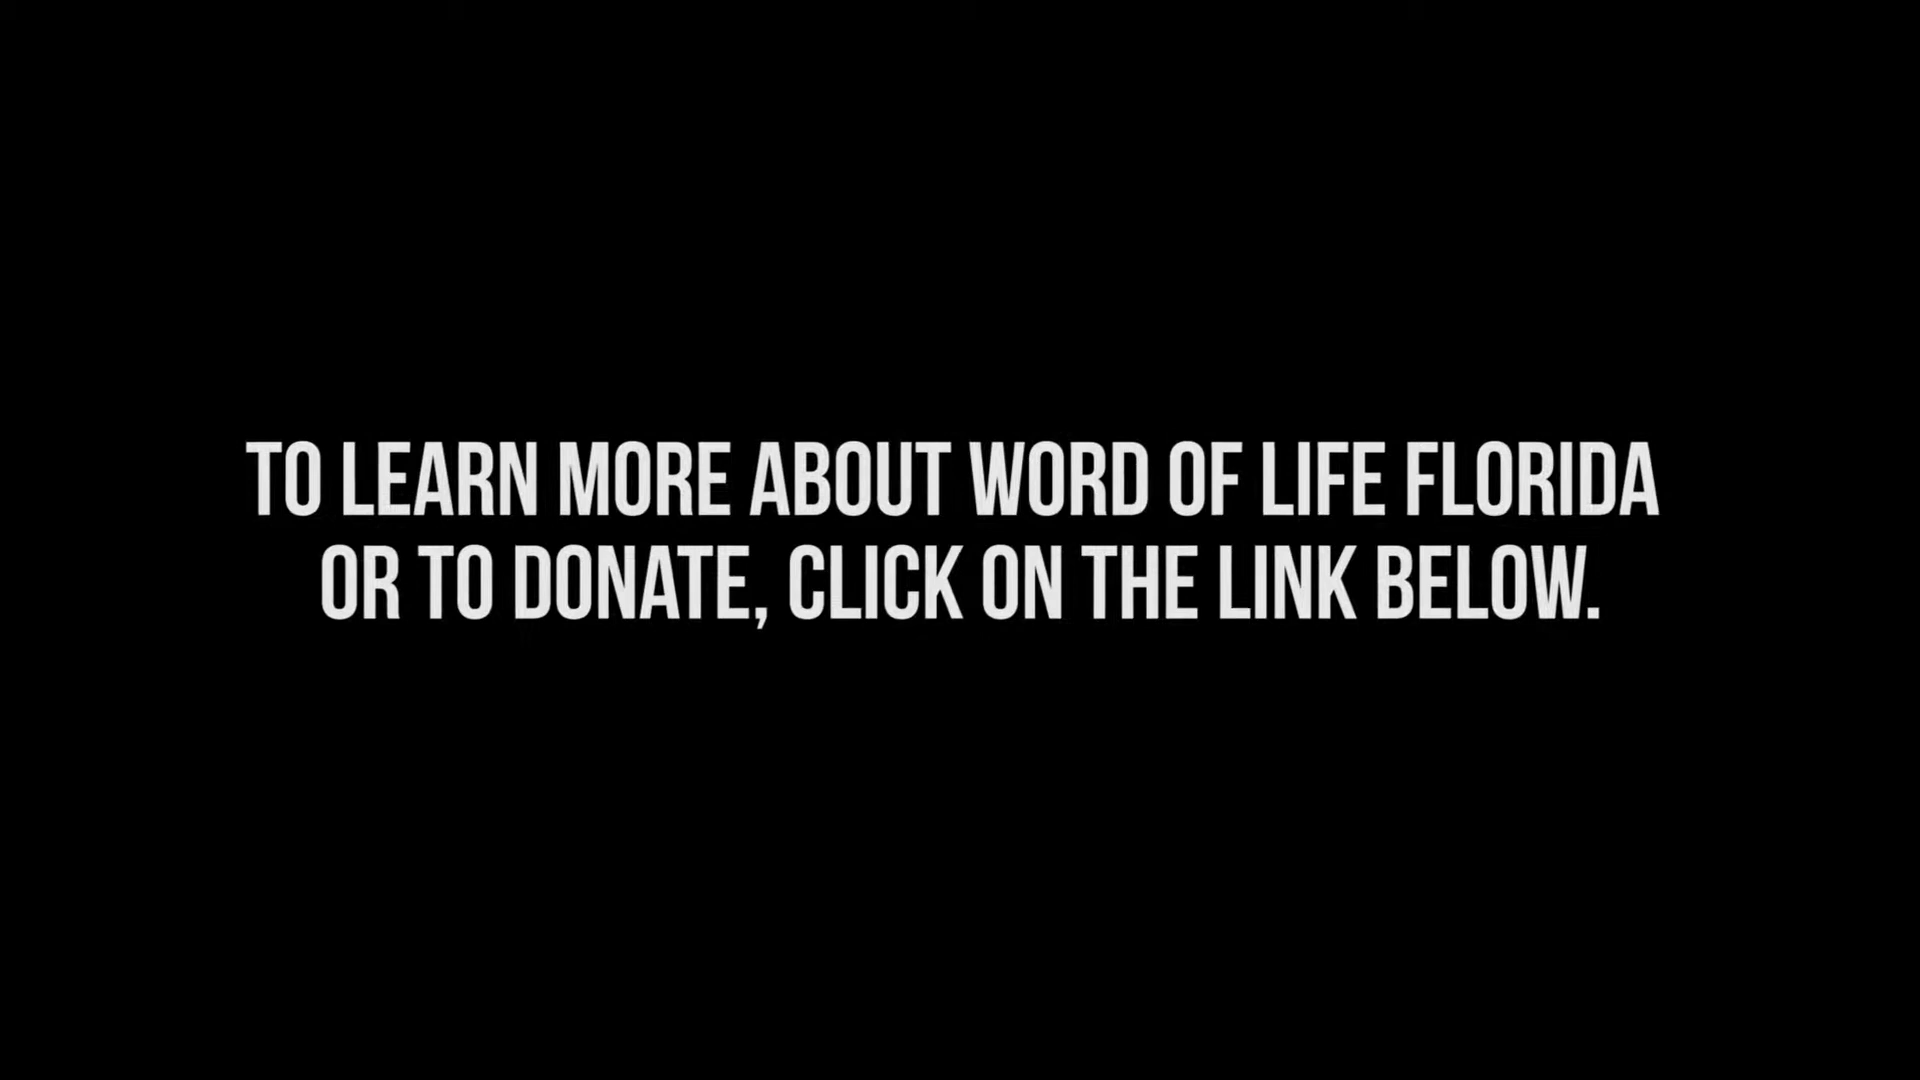 TO LEARN MORE ABOUT WORD OF LIFE FLORIDA
OR TO DONATE, CLICK ON THE LINK BELOW.